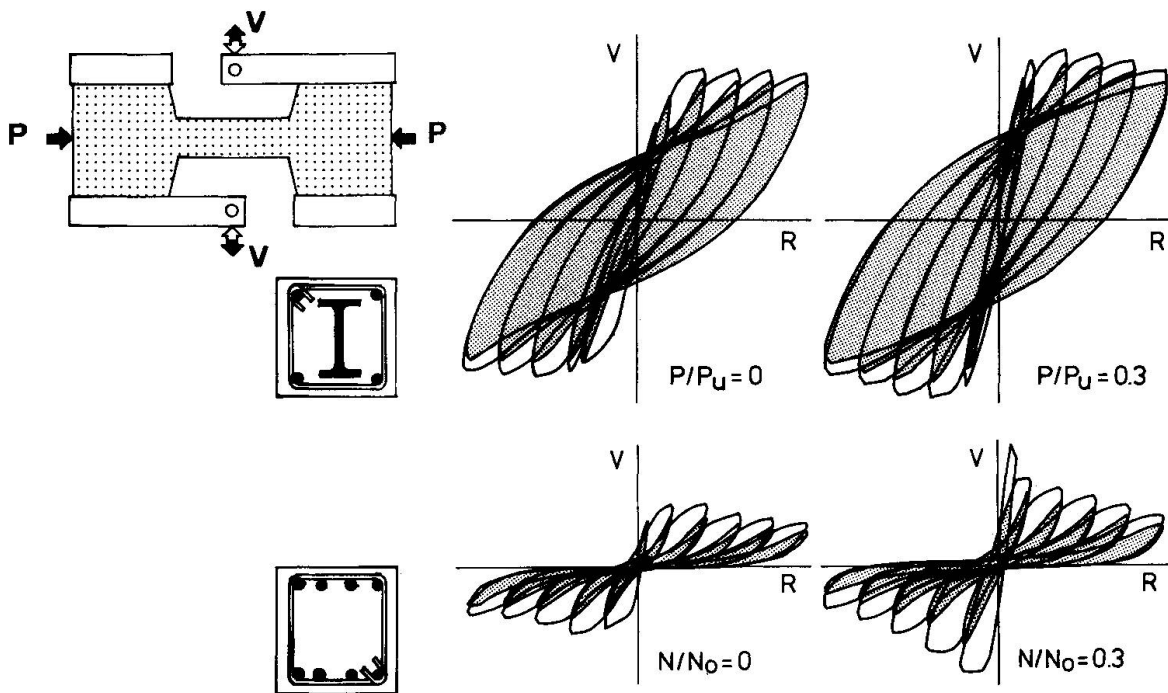 V
P
P
V
V
R
P/Pu = 0
V
R
P/Pu = 0.3
V
R
N/No = 0
V
R
N/No = 0.3